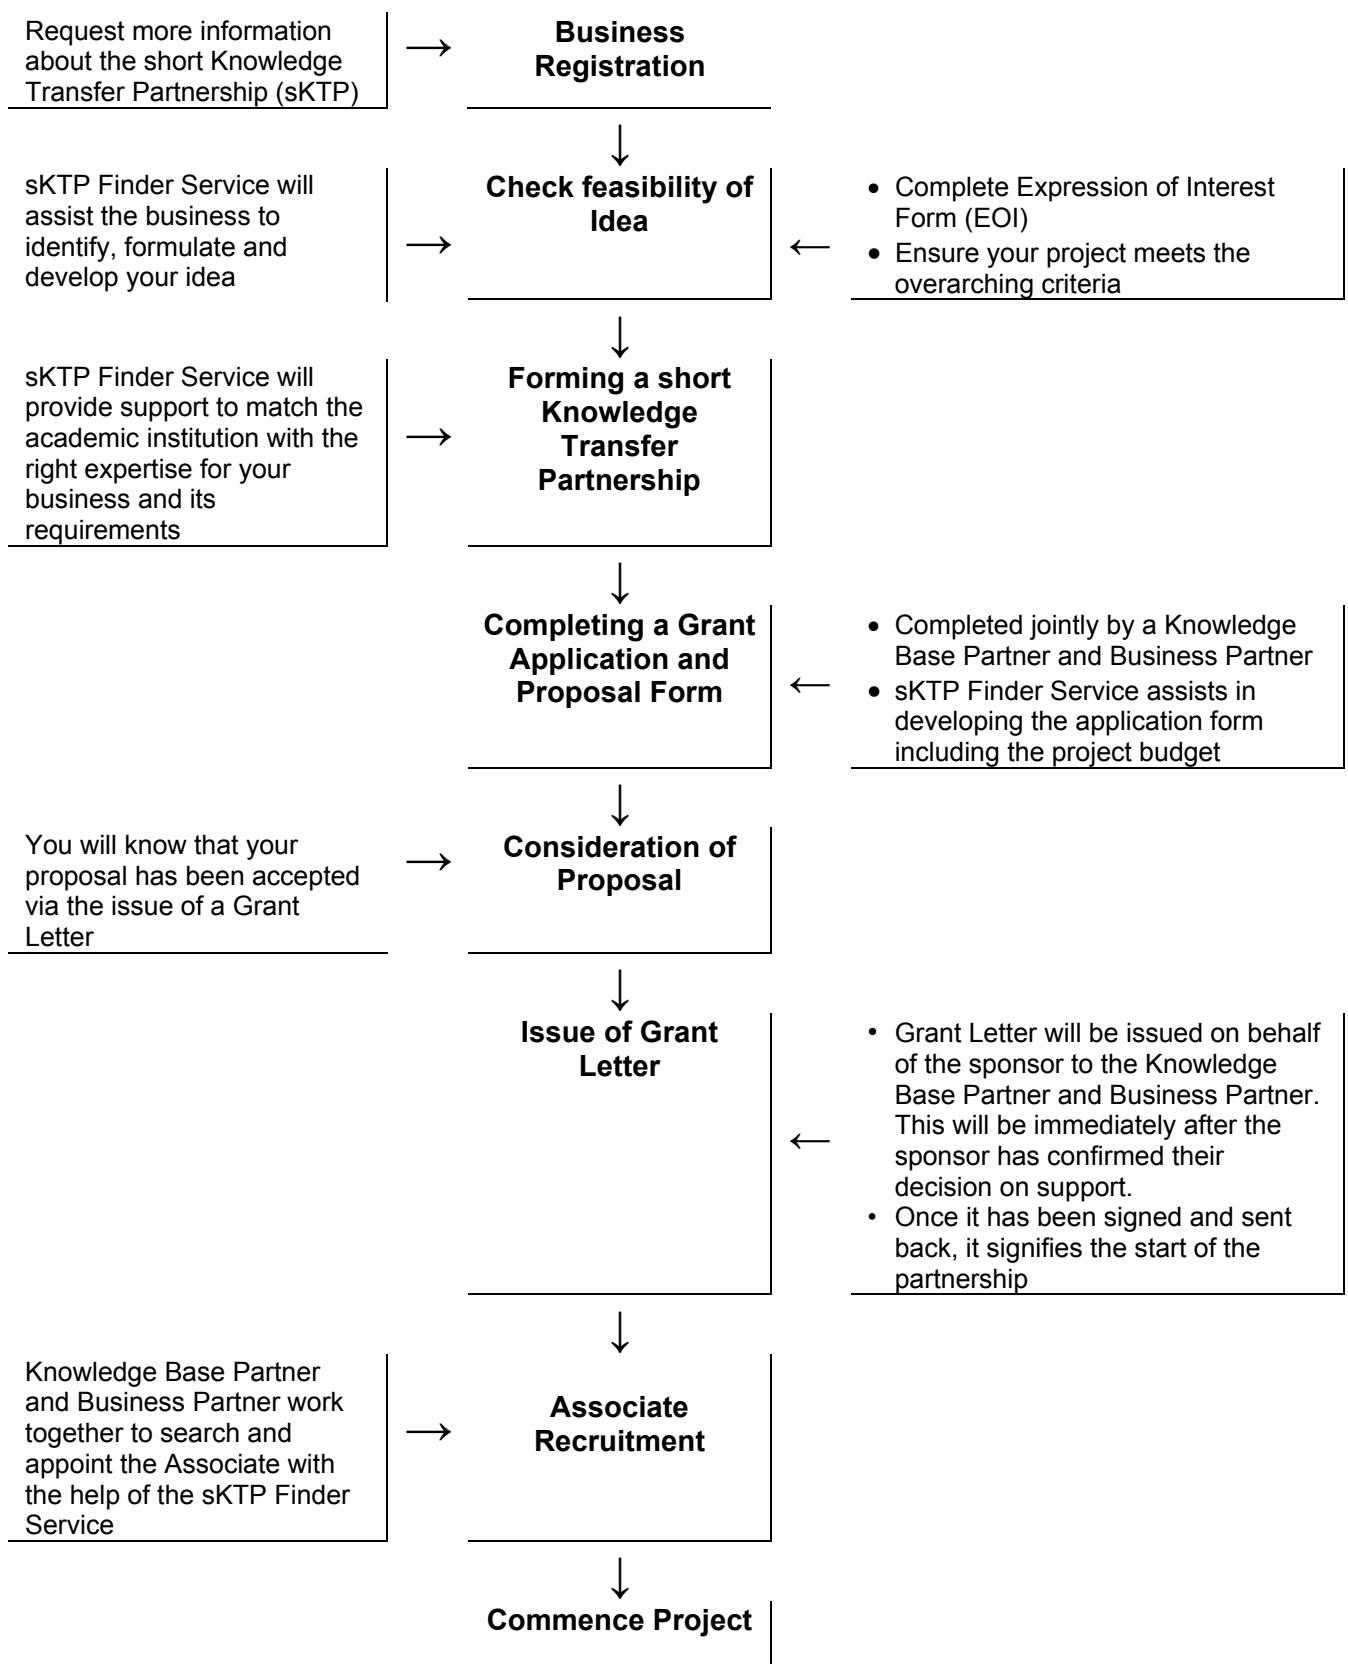 Request more information
about the short Knowledge
Transfer Partnership (sKTP)
→
Business
Registration
↓
sKTP Finder Service will
assist the business to
identify, formulate and
develop your idea
→
Check feasibility of
Idea
←
• Complete Expression of Interest
Form (EOI)
• Ensure your project meets the
overarching criteria
↓
sKTP Finder Service will
provide support to match the
academic institution with the
right expertise for your
business and its
requirements
→
Forming a short
Knowledge
Transfer
Partnership
↓
Completing a Grant
Application and
Proposal Form
←
• Completed jointly by a Knowledge
Base Partner and Business Partner
• sKTP Finder Service assists in
developing the application form
including the project budget
↓
You will know that your
proposal has been accepted
via the issue of a Grant
Letter
→
Consideration of
Proposal
↓
Issue of Grant
Letter
←
• Grant Letter will be issued on behalf
of the sponsor to the Knowledge
Base Partner and Business Partner.
This will be immediately after the
sponsor has confirmed their
decision on support.
• Once it has been signed and sent
back, it signifies the start of the
partnership
↓
Knowledge Base Partner
and Business Partner work
together to search and
appoint the Associate with
the help of the sKTP Finder
Service
→
Associate
Recruitment
↓
Commence Project